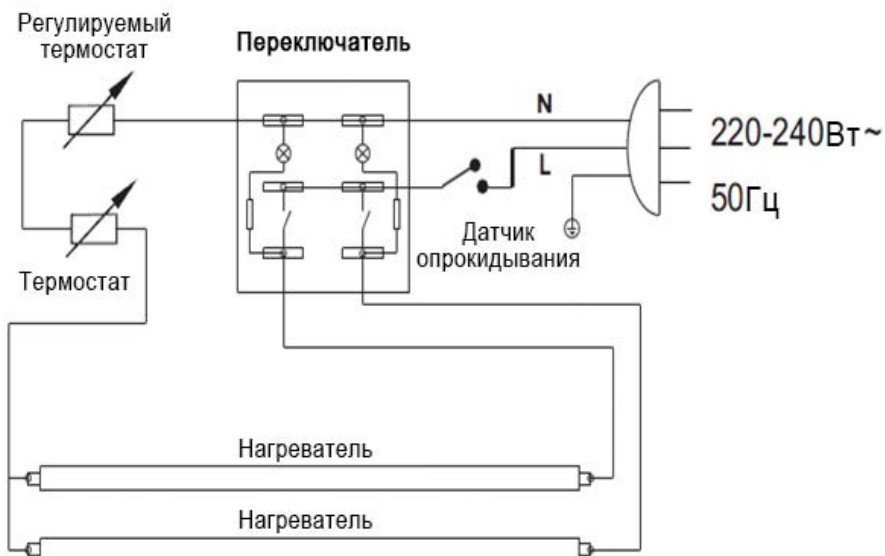 Регулируемый
термостат
Переключатель
N
220-240Вт~
L
50Гц
Датчик
опрокидывания
Термостат
Нагреватель
Нагреватель